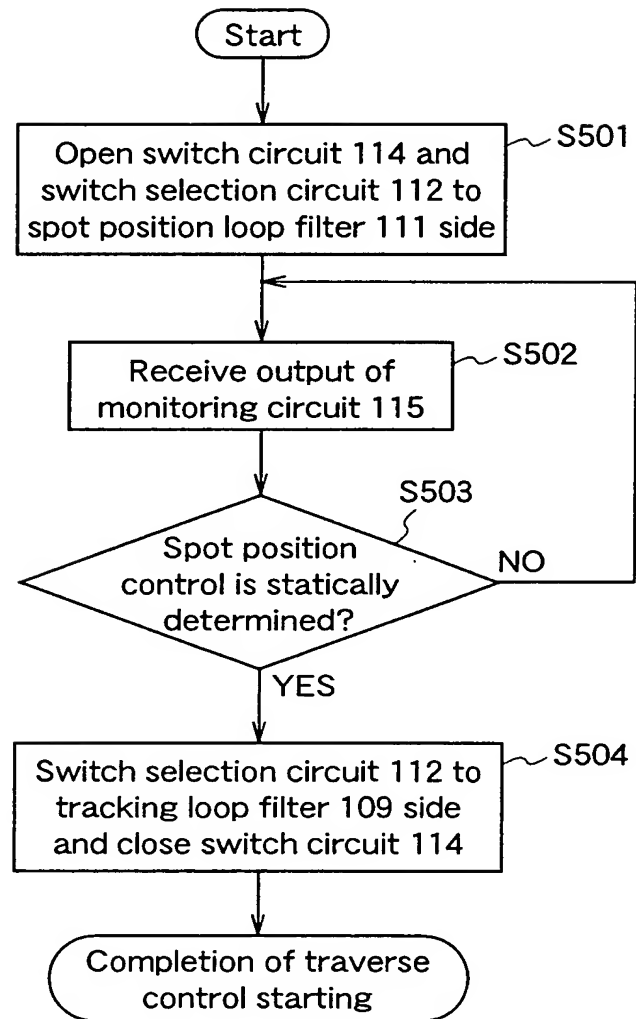 Start
S501
Open switch circuit 114 and
switch selection circuit 112 to
spot position loop filter 111 side
S502
Receive output of
monitoring circuit 115
S503
Spot position
control is statically
determined?
NO
YES
S504
Switch selection circuit 112 to
tracking loop filter 109 side
and close switch circuit 114
Completion of traverse
control starting